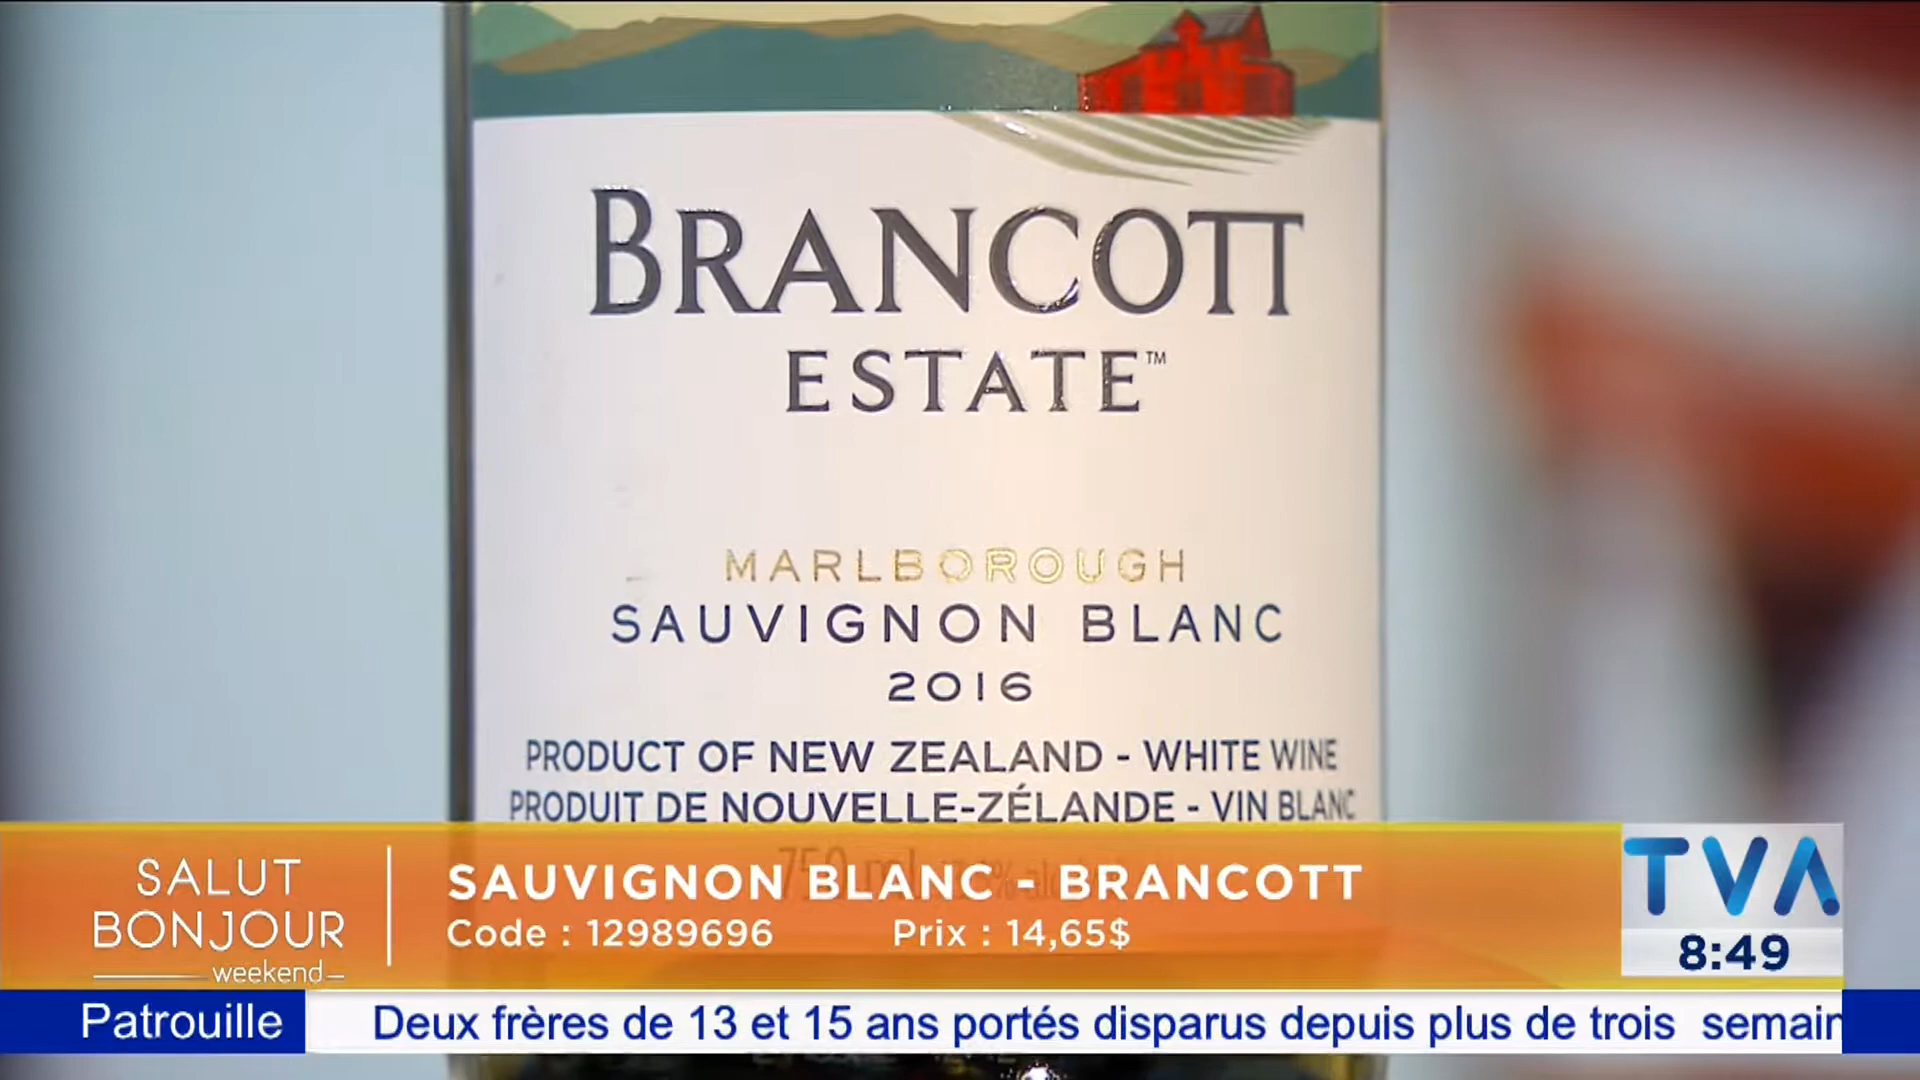 BRANCOTT
ESTATE™
MARLBOROUGH
SAUVIGNON BLANC
2016
PRODUCT OF NEW ZEALAND - WHITE WINE
PRODUIT DE NOUVELLE-ZÉLANDE - VIN BLANC
750 ml
SALUT
BONJOUR
weekend
SAUVIGNON BLANC - BRANCOTT
Code : 12989696 Prix : 14,65$
TVA
8:49
Patrouille Deux frères de 13 et 15 ans portés disparus depuis plus de trois semain